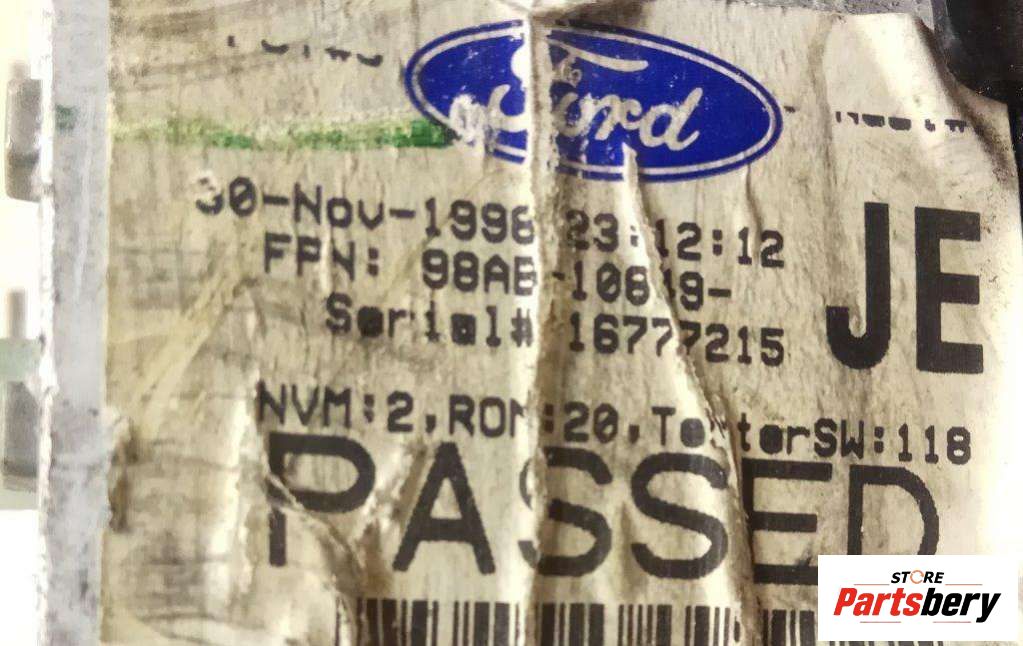 Ford
30-Nov-1998 23:12:12
FPN: 98AB-10849-
JE
Serial# 16777215
NVM:2,ROM:20,TesterSW:118
PASSED
STORE
Partsbery